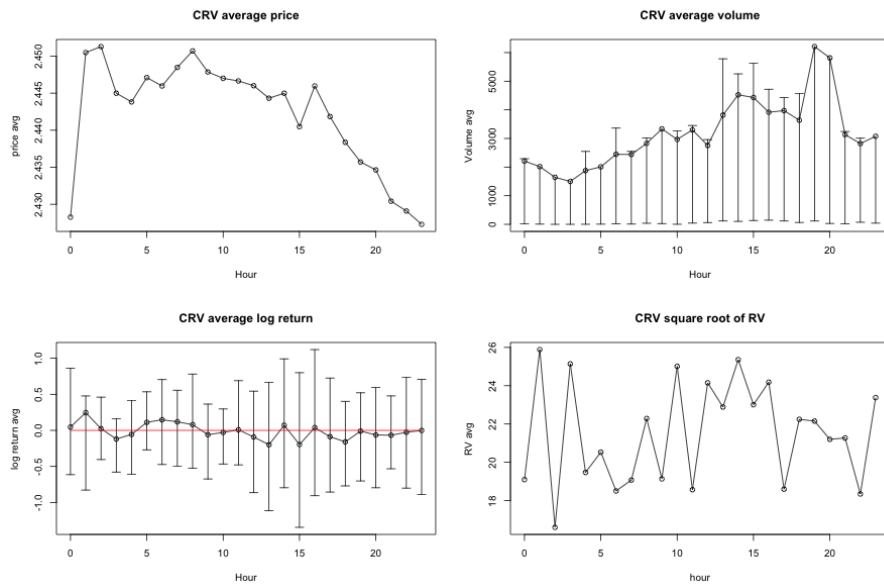 CRV average price
price avg
2.450
2.445
2.440
2.435
2.430
0 5 10 15 20
Hour
CRV average volume
Volume avg
5000
3000
1000
0
0 5 10 15 20
Hour
CRV average log return
log return avg
1.0
0.5
0.0
-0.5
-1.0
0 5 10 15 20
Hour
CRV square root of RV
RV avg
26
24
22
20
18
0 5 10 15 20
hour